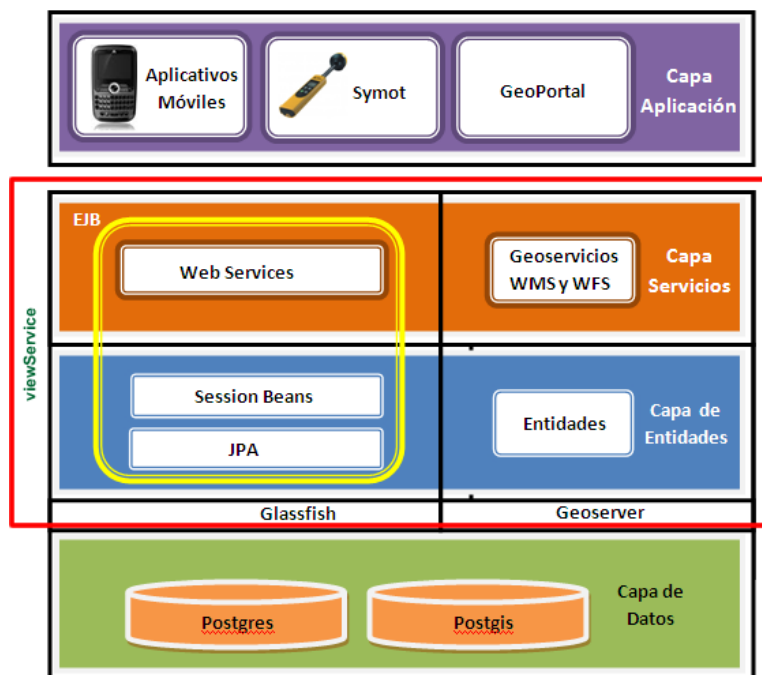 Aplicativos
Móviles
Symot
GeoPortal
Capa
Aplicación
viewService
EJB
Web Services
Geoservicios
WMS y WFS
Capa
Servicios
Session Beans
JPA
Entidades
Capa de
Entidades
Glassfish
Geoserver
Postgres
Postgis
Capa de
Datos